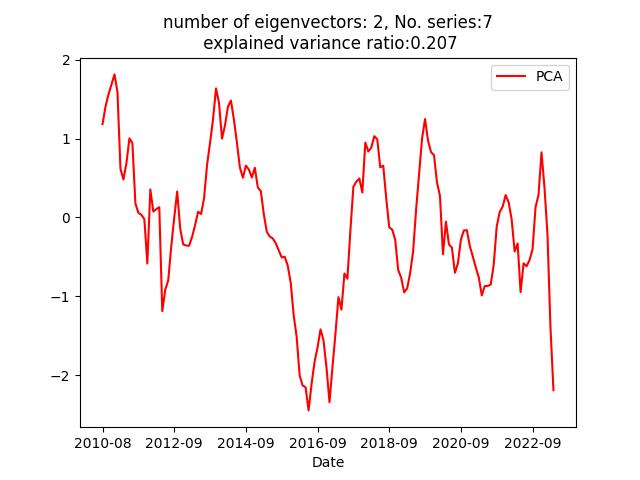 number of eigenvectors: 2, No. series:7
explained variance ratio:0.207
PCA
2
1
0
−1
−2
2010-08 2012-09 2014-09 2016-09 2018-09 2020-09 2022-09
Date